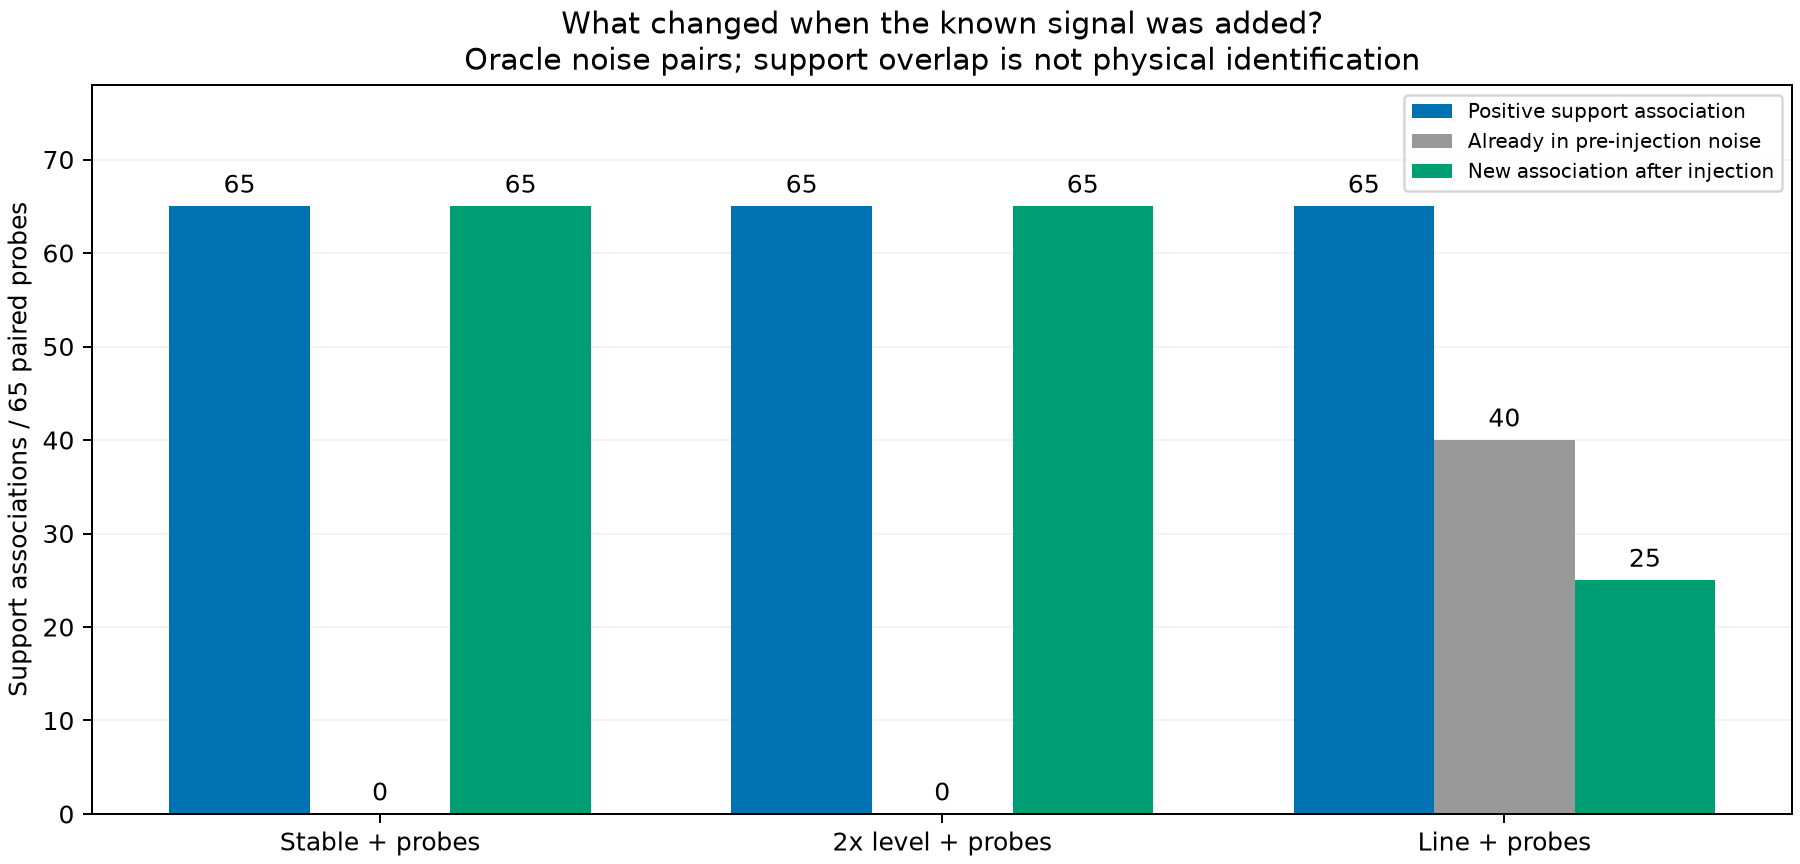 What changed when the known signal was added?
Oracle noise pairs; support overlap is not physical identification
Support associations / 65 paired probes
70
60
50
40
30
20
10
0
Positive support association
Already in pre-injection noise
New association after injection
65
0
65
65
0
65
65
40
25
Stable + probes
2x level + probes
Line + probes